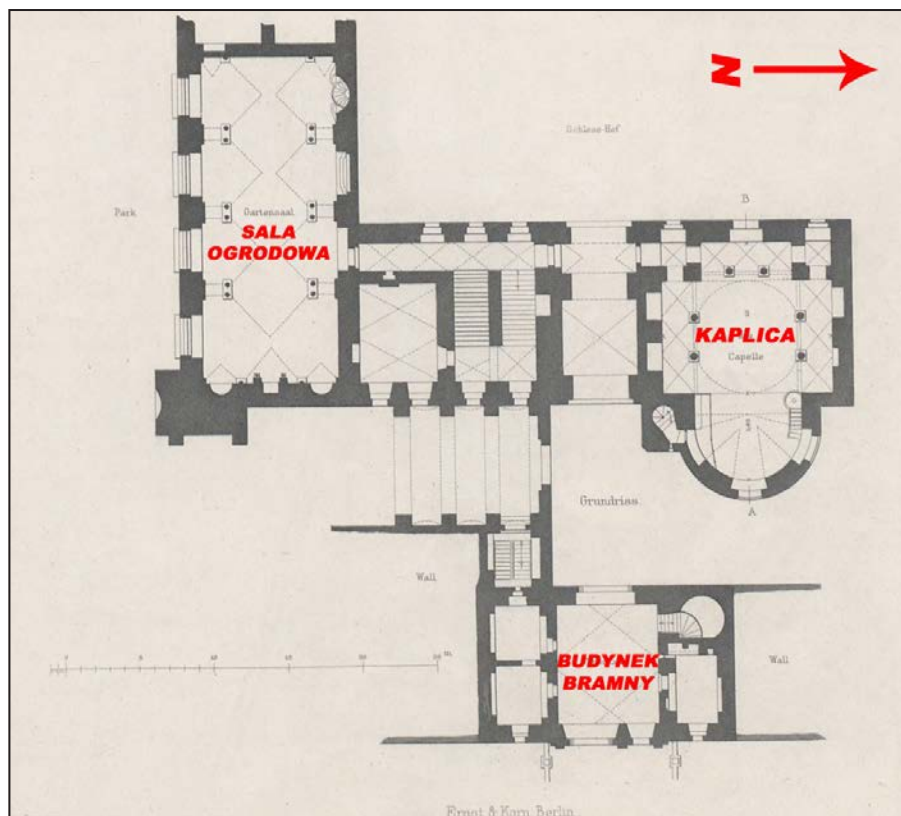 N
Schloss-Hof
Park
B
Gartensaal
SALA
OGRODOWA
KAPLICA
Capelle
Grundriss.
A
Wall
Wall
BUDYNEK
BRAMNY
Ernst & Korn Berlin.